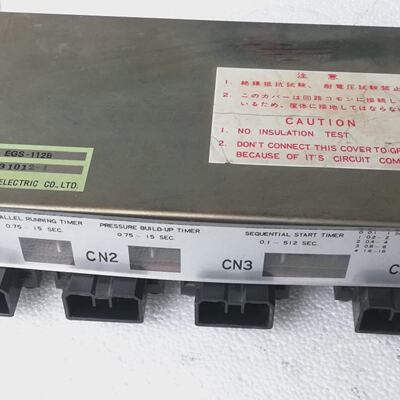 注意
1. 絶縁抵抗試験、耐電圧試験禁止
2. このカバーは回路コモンに接続し
いるため、筐体に接地してはならない
CAUTION
1. NO INSULATION TEST
2. DON'T CONNECT THIS COVER TO GR
BECAUSE OF IT'S CIRCUIT COM
EGS-112B
ELECTRIC CO., LTD.
ALLEL RUNNING TIMER
0.75 - 15 SEC.
CN2
PRESSURE BUILD-UP TIMER
0.75 - 15 SEC.
CN3
SEQUENTIAL START TIMER
0.1 - 512 SEC.